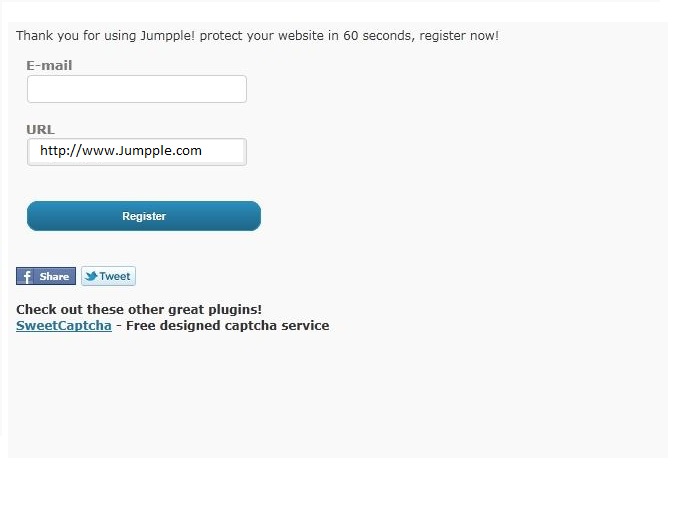 Thank you for using Jumpple! protect your website in 60 seconds, register now!
E-mail
URL
http://www.Jumpple.com
Register
f Share Tweet
Check out these other great plugins!
SweetCaptcha - Free designed captcha service